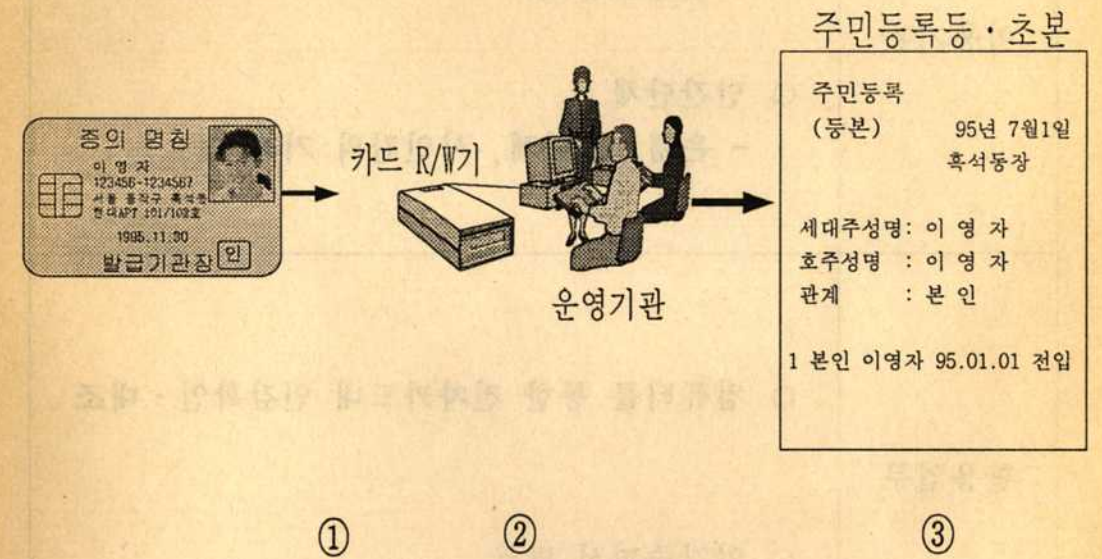 주민등록등·초본
주민등록
(등본) 95년 7월1일
흑석동장
세대주성명: 이 영 자
호주성명 : 이 영 자
관계 : 본 인
1 본인 이영자 95.01.01 전입
증의 명칭
이 영 자
123456-1234567
서울 동작구 흑석동
현대APT 101/102호
1995.11.30
발급기관장 인
카드 R/W기
운영기관
① ② ③